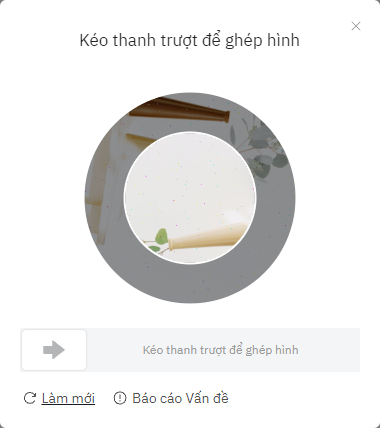 Kéo thanh trượt để ghép hình
Kéo thanh trượt để ghép hình
Làm mới
Báo cáo Vấn đề